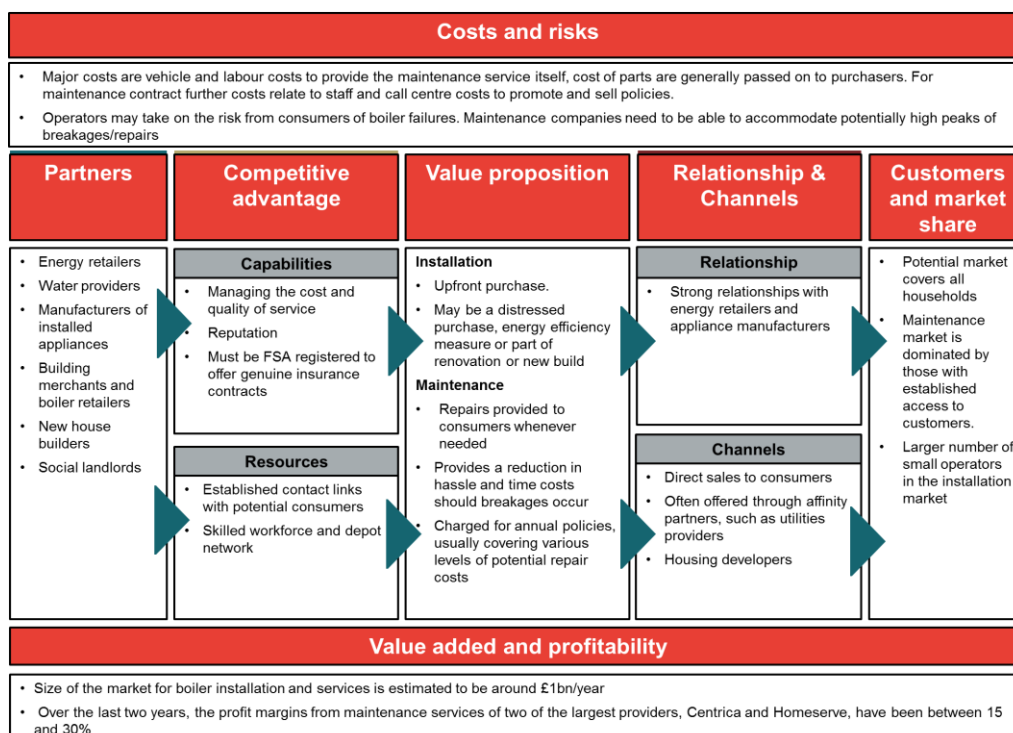 Costs and risks
• Major costs are vehicle and labour costs to provide the maintenance service itself, cost of parts are generally passed on to purchasers. For
maintenance contract further costs relate to staff and call centre costs to promote and sell policies.
• Operators may take on the risk from consumers of boiler failures. Maintenance companies need to be able to accommodate potentially high peaks of
breakages/repairs
Partners
• Energy retailers
• Water providers
• Manufacturers of
installed
appliances
• Building
merchants and
boiler retailers
• New house
builders
• Social landlords
Competitive
advantage
Capabilities
• Managing the cost and
quality of service
• Reputation
• Must be FSA registered to
offer genuine insurance
contracts
Resources
• Established contact links
with potential consumers
• Skilled workforce and depot
network
Value proposition
Installation
• Upfront purchase.
• May be a distressed
purchase, energy efficiency
measure or part of
renovation or new build
Maintenance
• Repairs provided to
consumers whenever
needed
• Provides a reduction in
hassle and time costs
should breakages occur
• Charged for annual policies,
usually covering various
levels of potential repair
costs
Relationship &
Channels
Relationship
• Strong relationships with
energy retailers and
appliance manufacturers
Channels
• Direct sales to consumers
• Often offered through affinity
partners, such as utilities
providers
• Housing developers
Customers
and market
share
• Potential market
covers all
households
• Maintenance
market is
dominated by
those with
established
access to
customers.
• Larger number of
small operators
in the installation
market
Value added and profitability
• Size of the market for boiler installation and services is estimated to be around £1bn/year
• Over the last two years, the profit margins from maintenance services of two of the largest providers, Centrica and Homeserve, have been between 15
and 30%